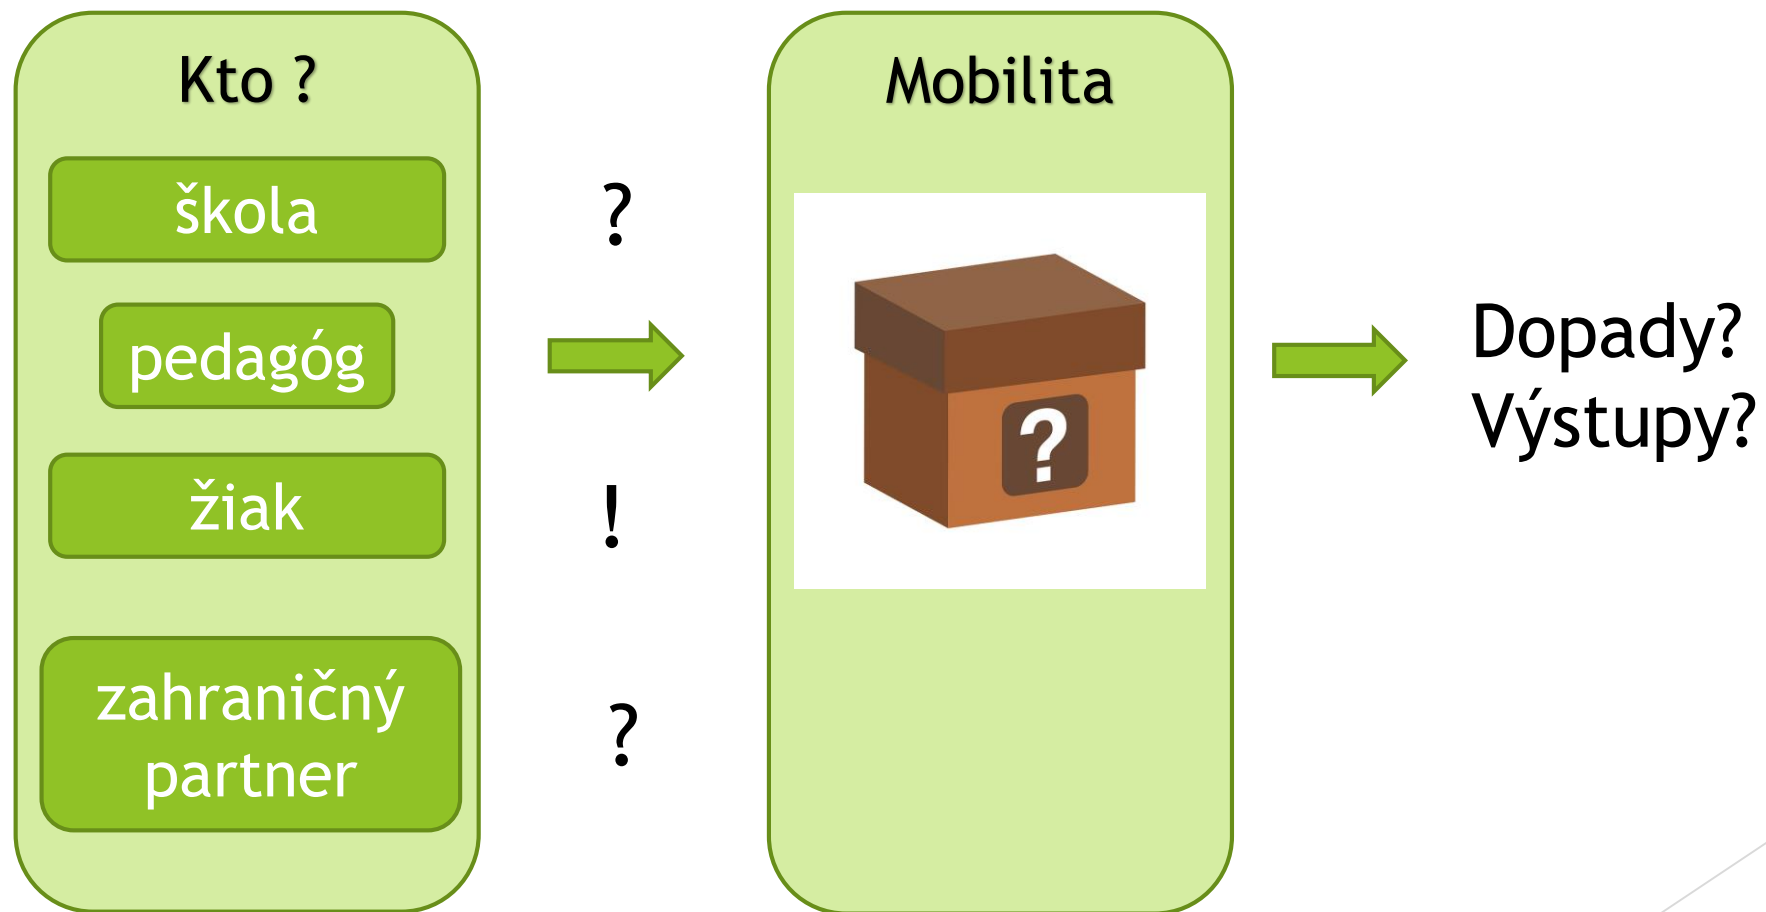 Kto ?
škola
pedagóg
žiak
zahraničný
partner
?
!
?
Mobilita
?
Dopady?
Výstupy?